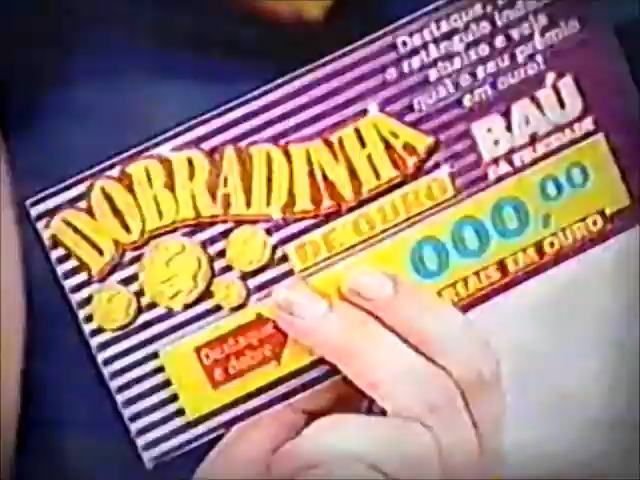 Destaque,
o retângulo
abaixo e veja
qual o seu prêmio
em ouro!
BAÚ
DA FELICIDADE
DOBRADINHA
DE OURO
000,00
REAIS EM OURO!
Destaque
e dobre